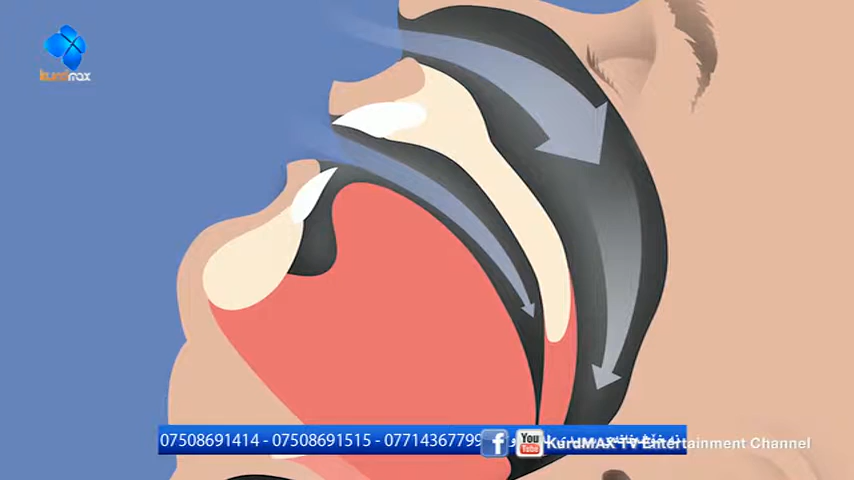 kurdmax
07508691414 - 07508691515 - 07714367799
You Tube KurdMAX TV Entertainment Channel